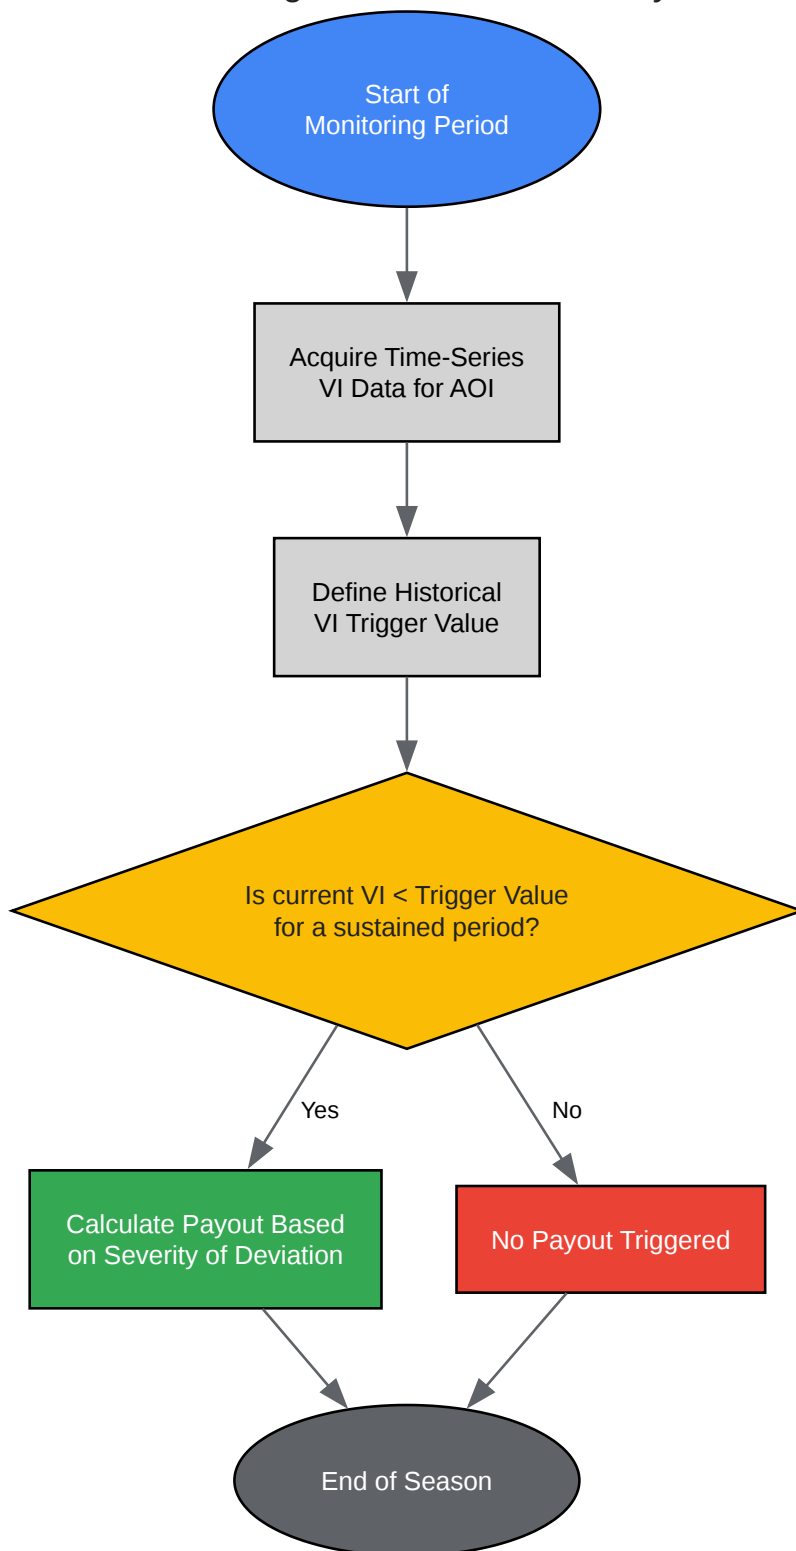 Start of
Monitoring Period
Acquire Time-Series
VI Data for AOI
Define Historical
VI Trigger Value
Is current VI < Trigger Value
for a sustained period?
Yes
No
Calculate Payout Based
on Severity of Deviation
No Payout Triggered
End of Season